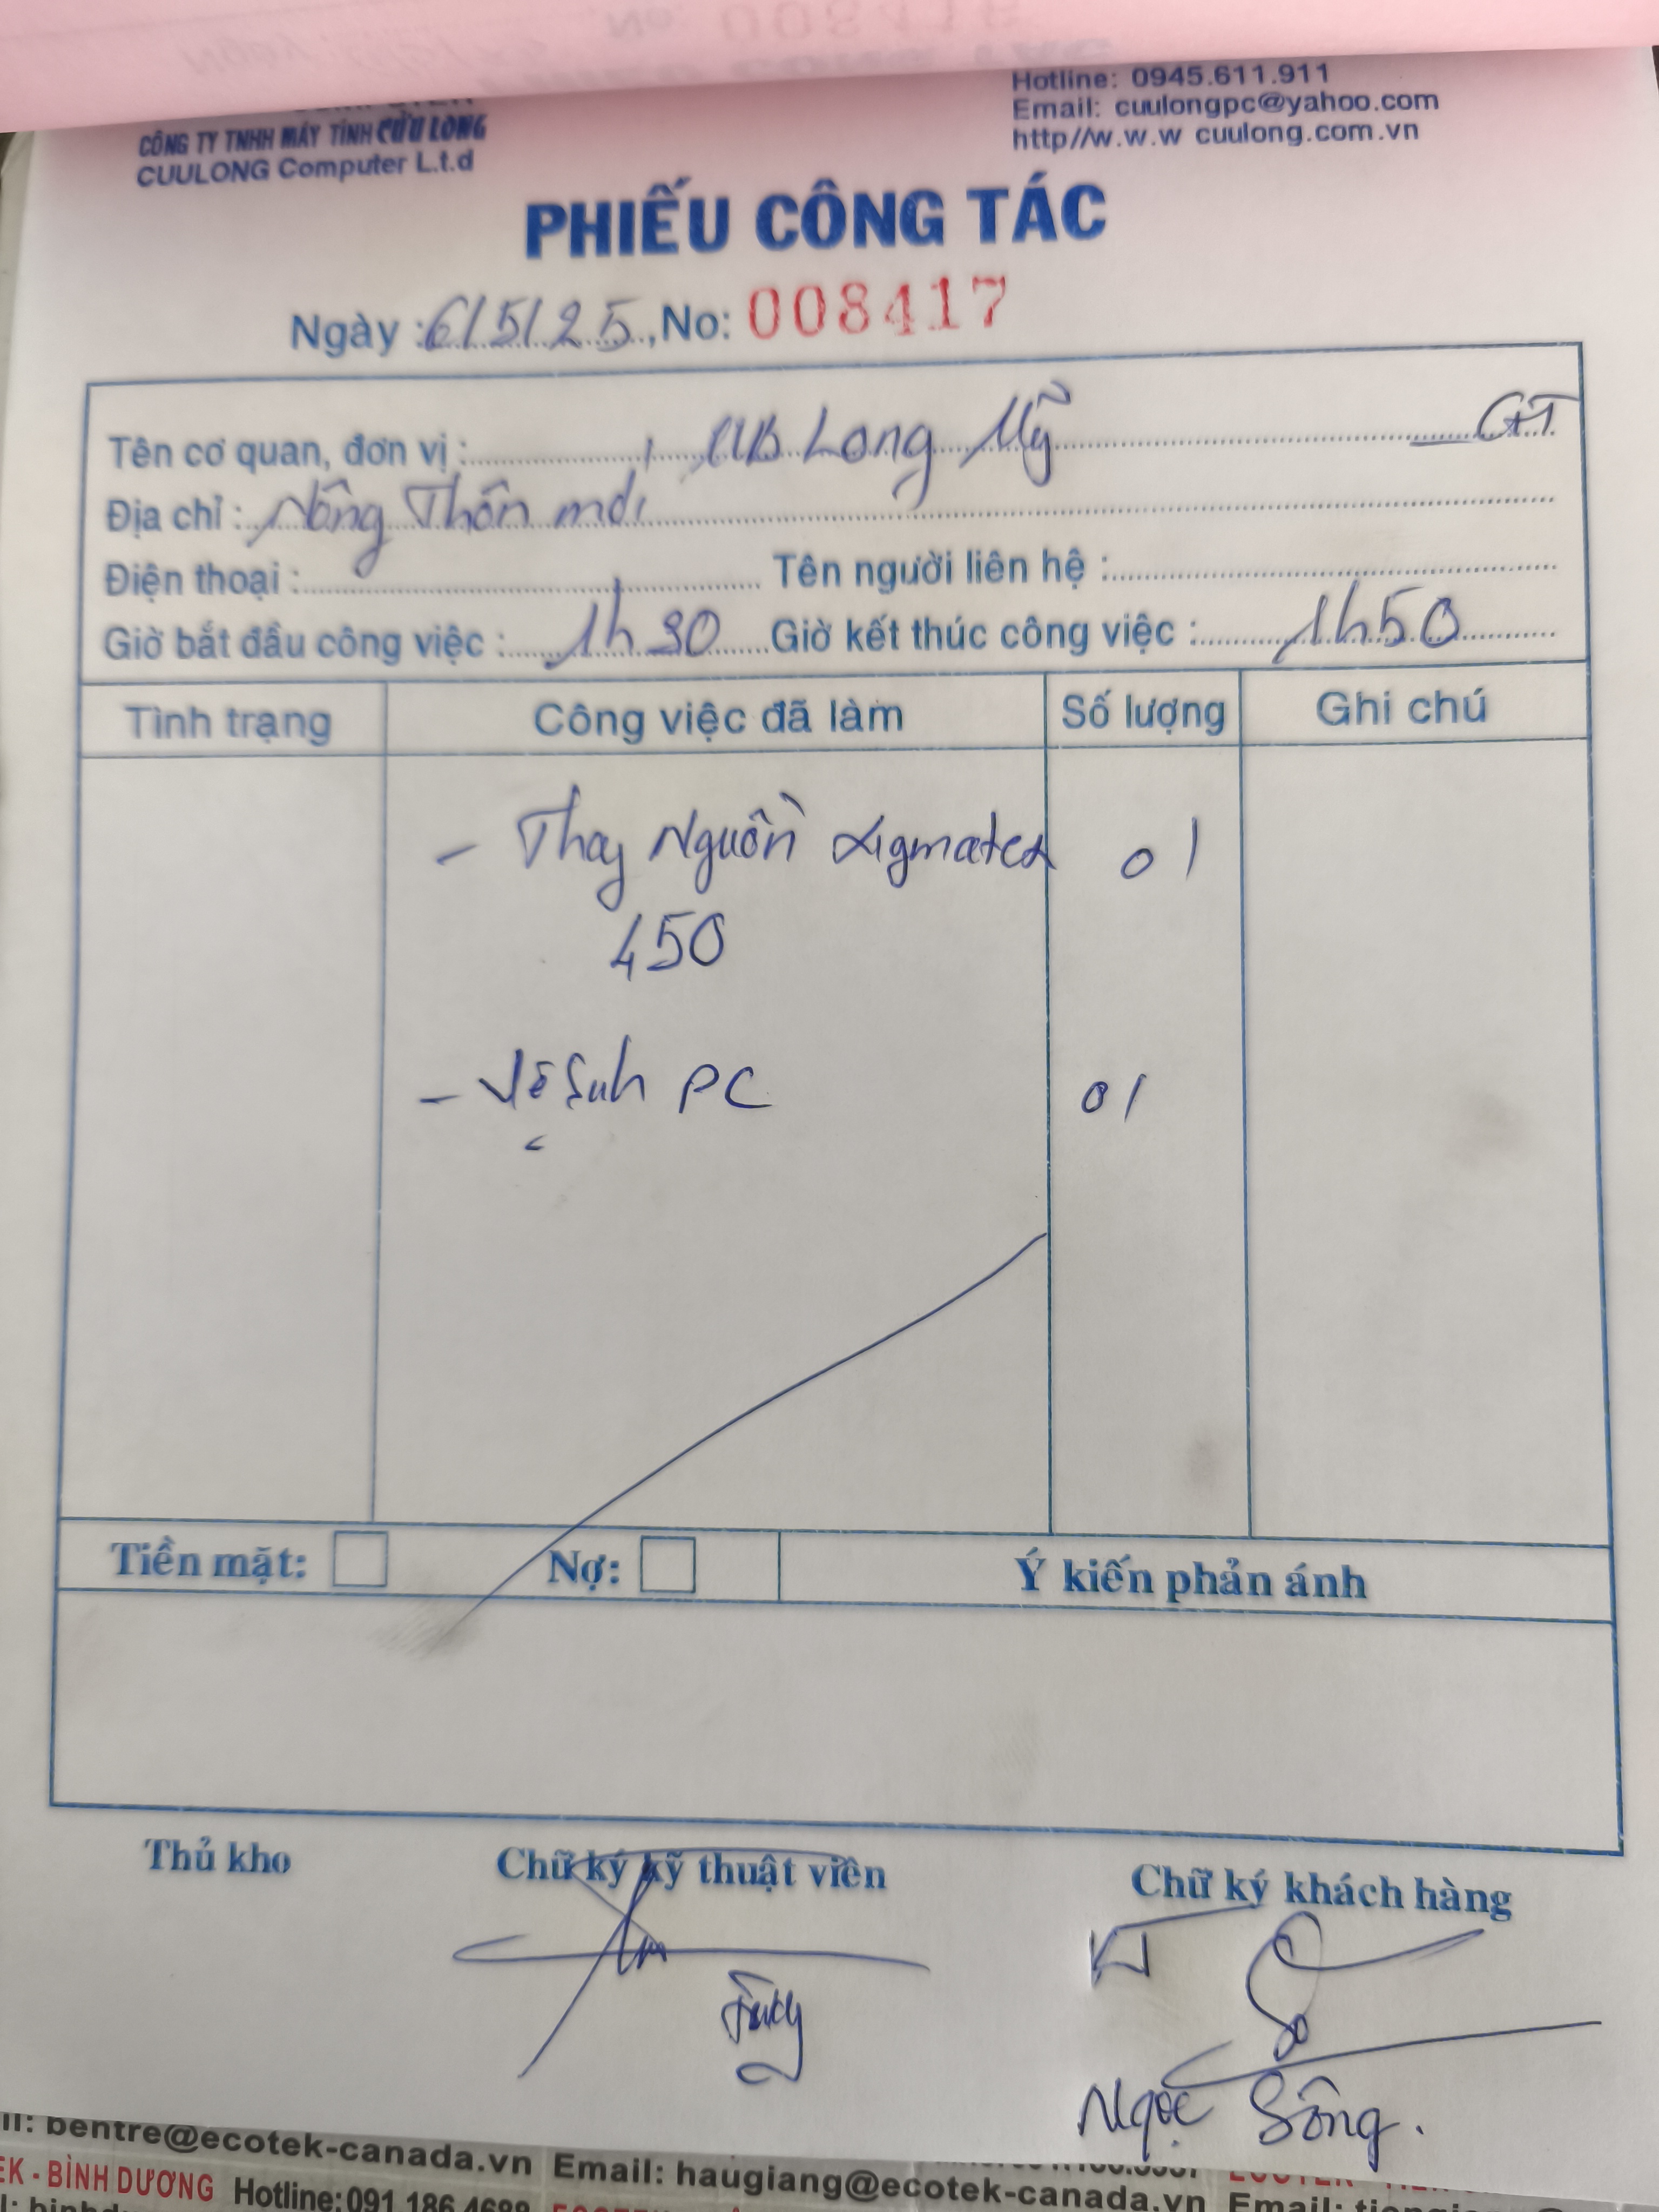 Hotline: 0945.611.911
Email: cuulongpc@yahoo.com
http//w.w.w cuulong.com.vn
CÔNG TY TNHH MÁY TÍNH CỬU LONG
CUULONG Computer L.t.d
PHIẾU CÔNG TÁC
Ngày : 6/5/25, No: 008417
Tên cơ quan, đơn vị : Long Mỹ
Địa chỉ : Nông Thôn mới
Điện thoại : Tên người liên hệ :
Giờ bắt đầu công việc : 1h30 Giờ kết thúc công việc : 1h50
Tình trạng Công việc đã làm Số lượng Ghi chú
- Thay Nguồn Xigmatek 01
450
- Vệ Sinh PC 01
Tiền mặt: Nợ: Ý kiến phản ánh
Thủ kho Chữ ký kỹ thuật viên Chữ ký khách hàng
Ngọc Sông.
bentre@ecotek-canada.vn Email: haugiang@ecotek-canada.vn
EK - BÌNH DƯƠNG Hotline:091.186.4688